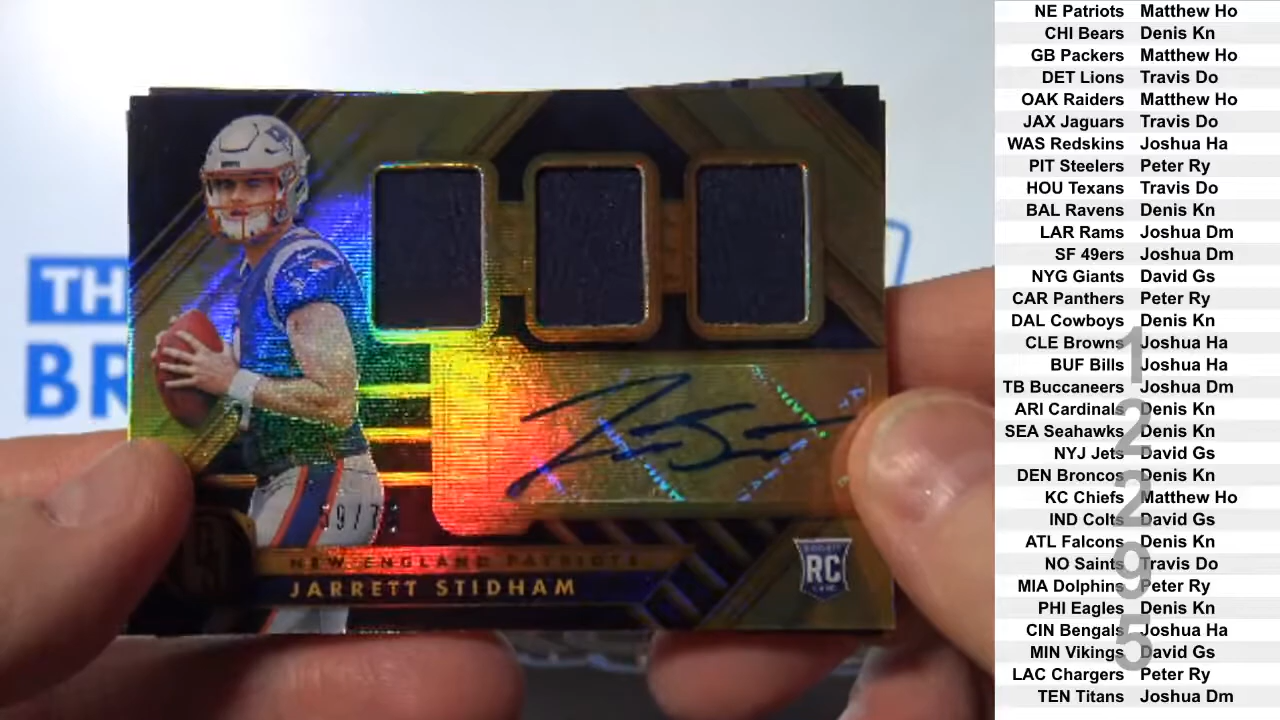 TH
BR
NEW ENGLAND PATRIOTS
JARRETT STIDHAM
RC
NE Patriots Matthew Ho
CHI Bears Denis Kn
GB Packers Matthew Ho
DET Lions Travis Do
OAK Raiders Matthew Ho
JAX Jaguars Travis Do
WAS Redskins Joshua Ha
PIT Steelers Peter Ry
HOU Texans Travis Do
BAL Ravens Denis Kn
LAR Rams Joshua Dm
SF 49ers Joshua Dm
NYG Giants David Gs
CAR Panthers Peter Ry
DAL Cowboys Denis Kn
CLE Browns Joshua Ha
BUF Bills Joshua Ha
TB Buccaneers Joshua Dm
ARI Cardinals Denis Kn
SEA Seahawks Denis Kn
NYJ Jets David Gs
DEN Broncos Denis Kn
KC Chiefs Matthew Ho
IND Colts David Gs
ATL Falcons Denis Kn
NO Saints Travis Do
MIA Dolphins Peter Ry
PHI Eagles Denis Kn
CIN Bengals Joshua Ha
MIN Vikings David Gs
LAC Chargers Peter Ry
TEN Titans Joshua Dm
1
2
2
9
5